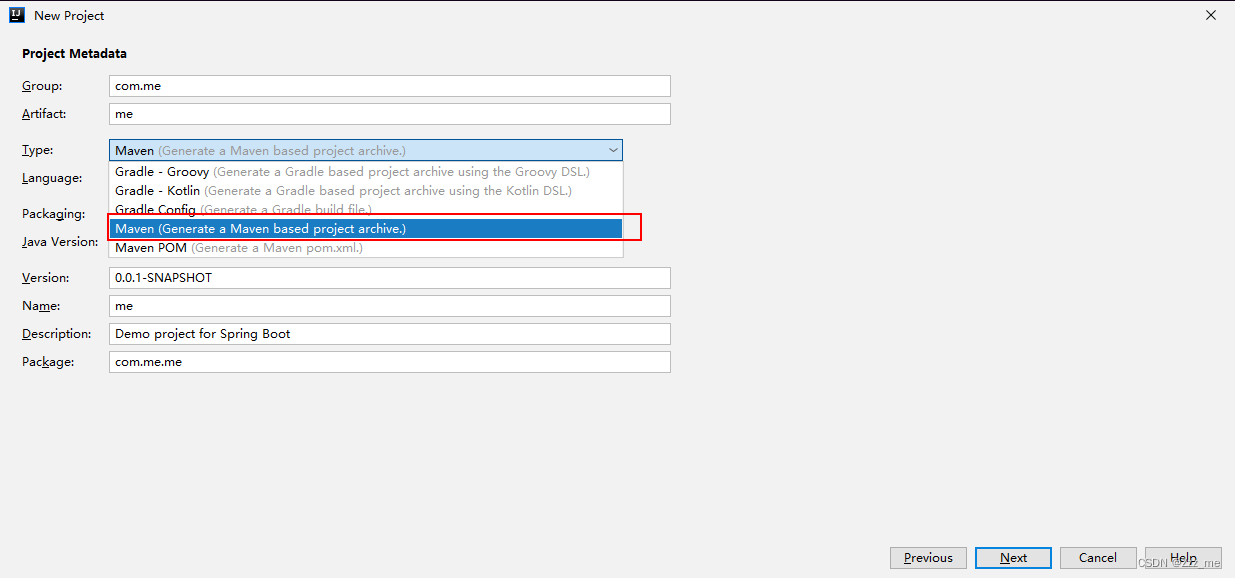 New Project
Project Metadata
Group: com.me
Artifact: me
Type: Maven (Generate a Maven based project archive.)
Gradle - Groovy (Generate a Gradle based project archive using the Groovy DSL.)
Language:
Gradle - Kotlin (Generate a Gradle based project archive using the Kotlin DSL.)
Gradle Config (Generate a Gradle build file.)
Packaging:
Maven (Generate a Maven based project archive.)
Java Version:
Maven POM (Generate a Maven pom.xml.)
Version: 0.0.1-SNAPSHOT
Name: me
Description: Demo project for Spring Boot
Package: com.me.me
Previous Next Cancel Help
CSDN @zzz_me